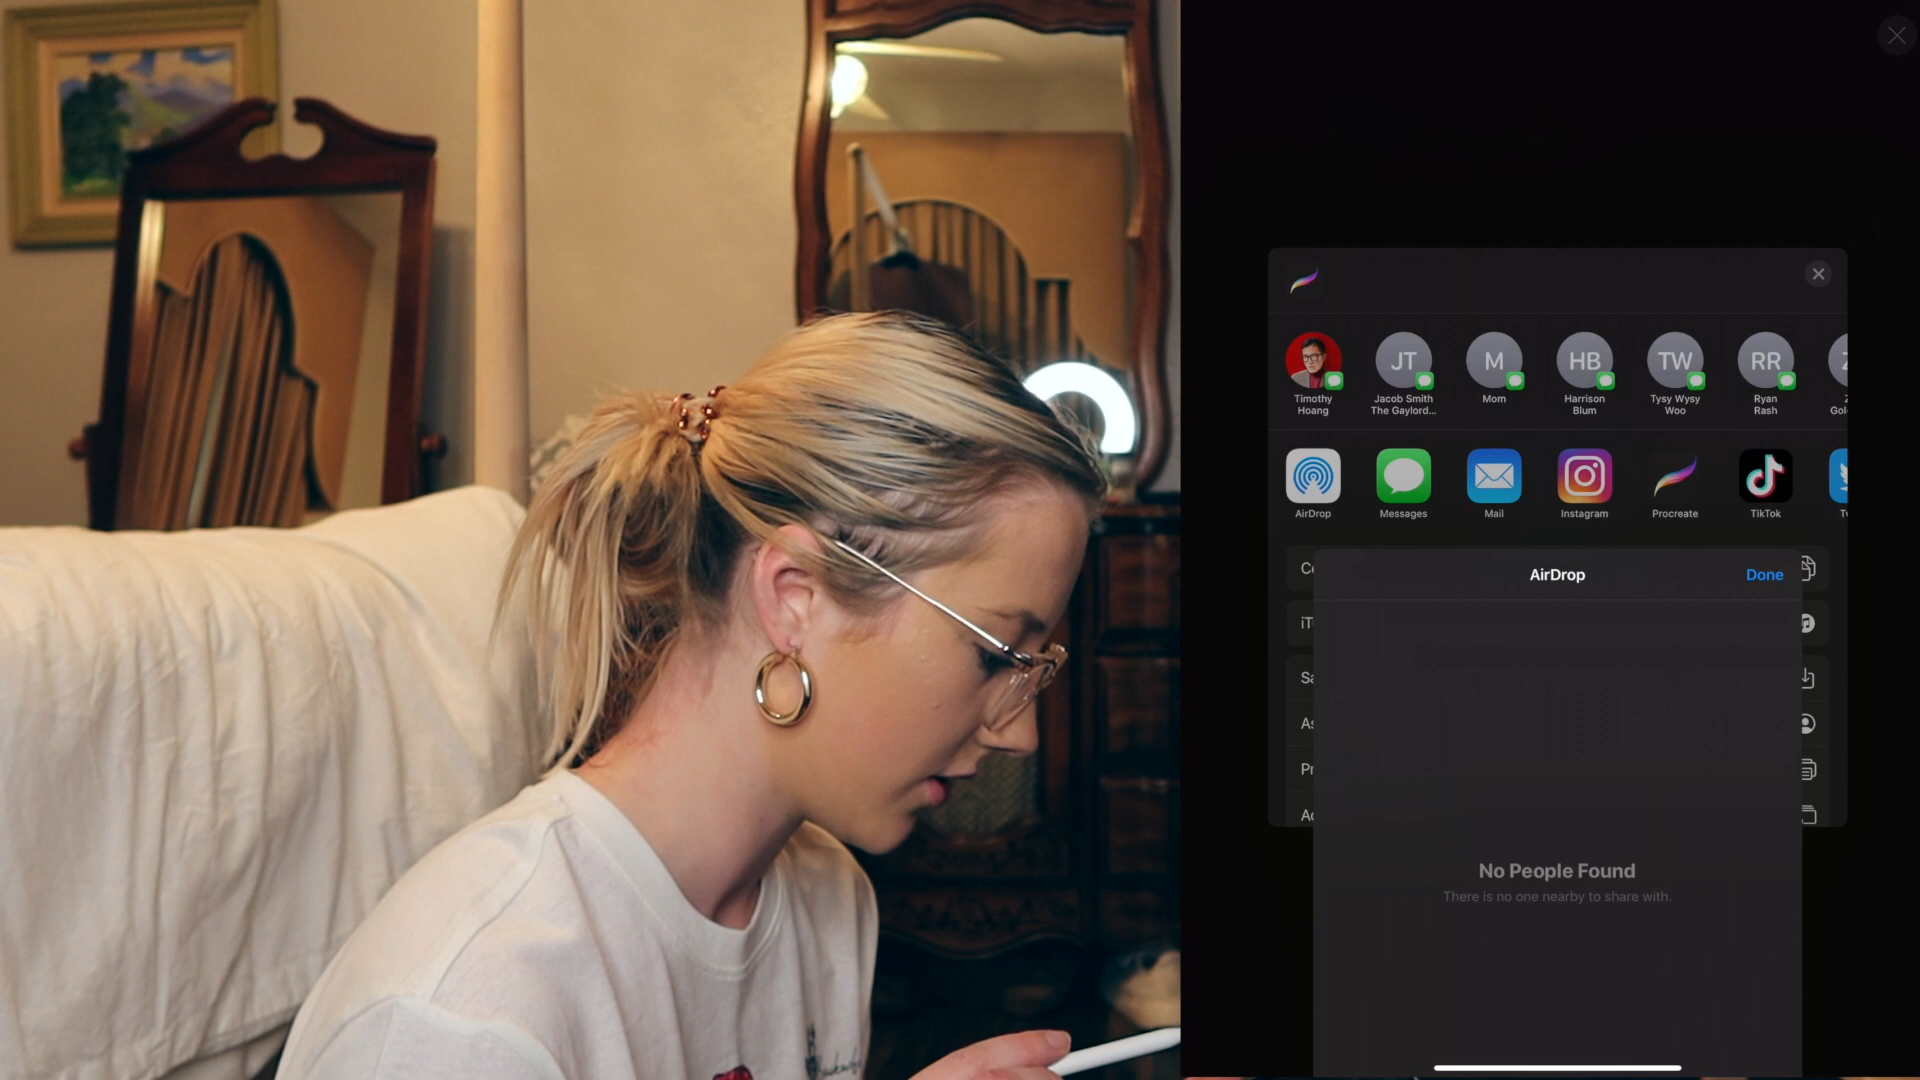 Timothy
Hoang
JT
Jacob Smith
The Gaylord...
M
Mom
HB
Harrison
Blum
TW
Tysy Wysy
Woo
RR
Ryan
Rash
Z
Gol
AirDrop
Messages
Mail
Instagram
Procreate
TikTok
AirDrop
Done
No People Found
There is no one nearby to share with.